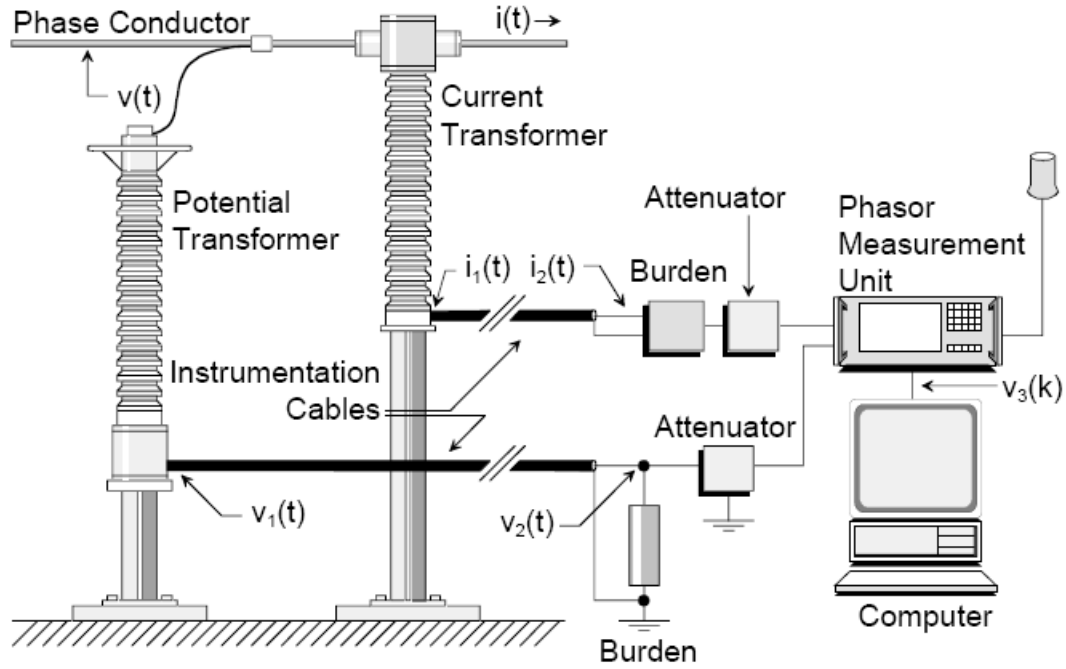 Phase Conductor
i(t)
v(t)
Current
Transformer
Potential
Transformer
Attenuator
Phasor
Measurement
Unit
i₁(t)
i₂(t)
Burden
Instrumentation
Cables
v₃(k)
Attenuator
v₁(t)
v₂(t)
Burden
Computer